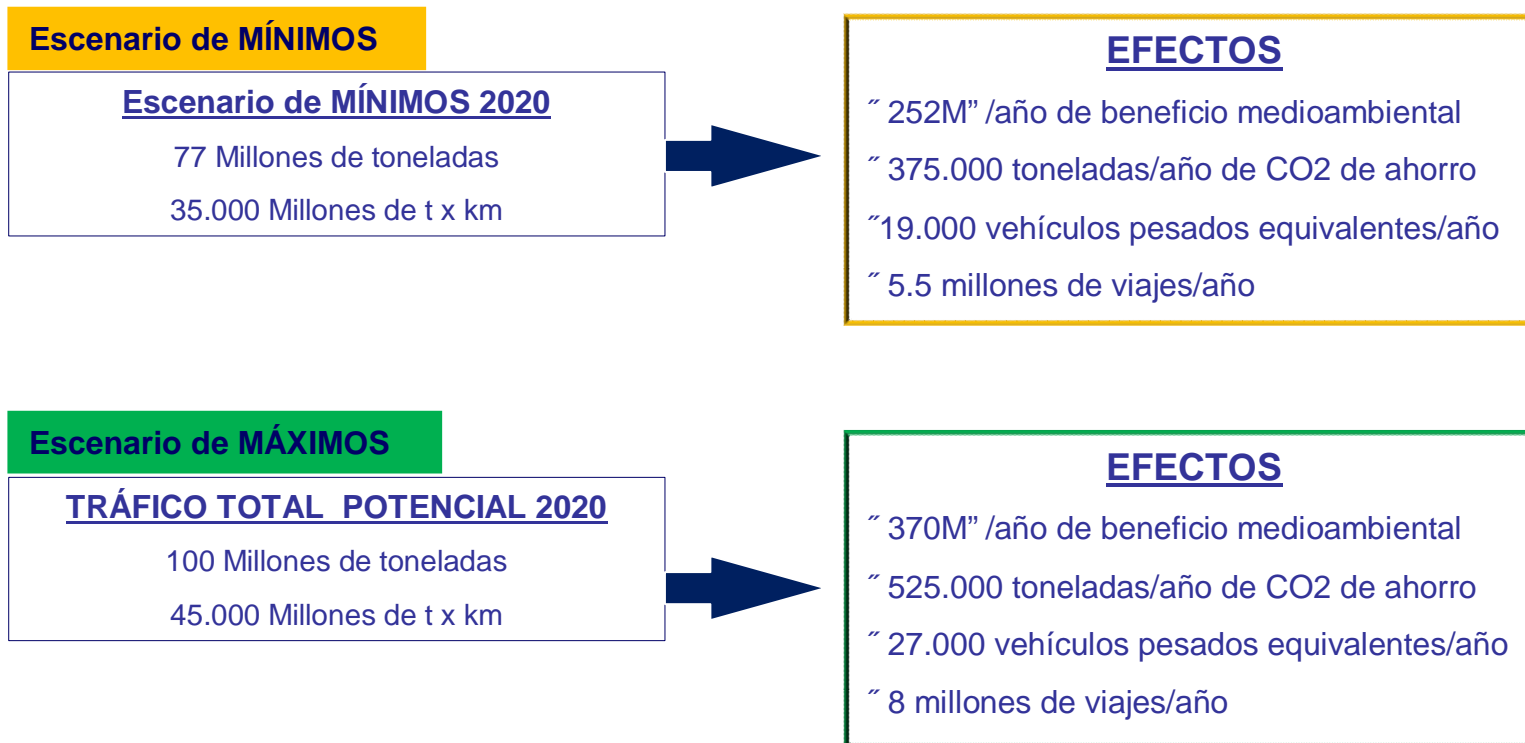 Escenario de MÍNIMOS
Escenario de MÍNIMOS 2020
77 Millones de toneladas
35.000 Millones de t x km
EFECTOS
˝ 252M” /año de beneficio medioambiental
˝ 375.000 toneladas/año de CO2 de ahorro
˝19.000 vehículos pesados equivalentes/año
˝ 5.5 millones de viajes/año
Escenario de MÁXIMOS
TRÁFICO TOTAL POTENCIAL 2020
100 Millones de toneladas
45.000 Millones de t x km
EFECTOS
˝ 370M” /año de beneficio medioambiental
˝ 525.000 toneladas/año de CO2 de ahorro
˝ 27.000 vehículos pesados equivalentes/año
˝ 8 millones de viajes/año